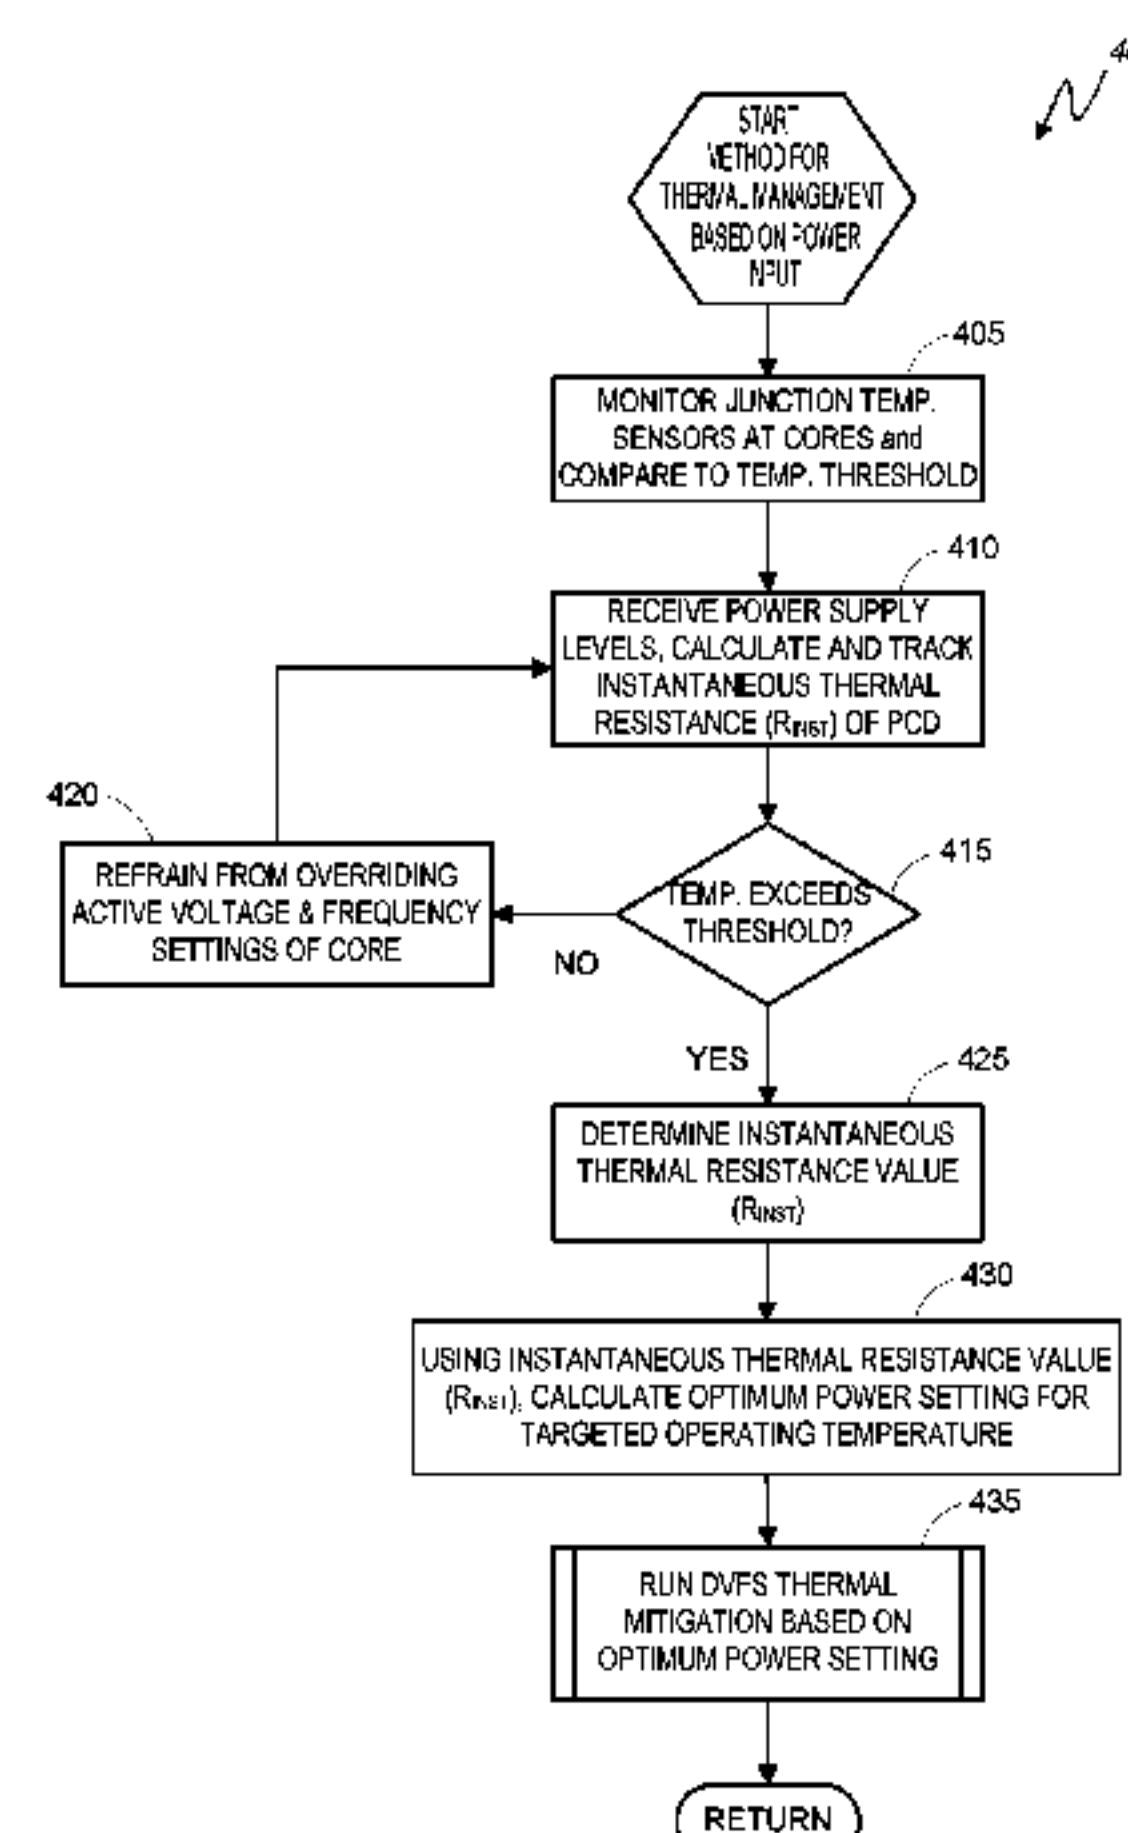 START
METHOD FOR
THERMAL MANAGEMENT
BASED ON POWER
INPUT
405
MONITOR JUNCTION TEMP.
SENSORS AT CORES and
COMPARE TO TEMP. THRESHOLD
410
RECEIVE POWER SUPPLY
LEVELS, CALCULATE AND TRACK
INSTANTANEOUS THERMAL
RESISTANCE (RINST) OF PCD
420
REFRAIN FROM OVERRIDING
ACTIVE VOLTAGE & FREQUENCY
SETTINGS OF CORE
415
TEMP. EXCEEDS
THRESHOLD?
NO
YES
425
DETERMINE INSTANTANEOUS
THERMAL RESISTANCE VALUE
(RINST)
430
USING INSTANTANEOUS THERMAL RESISTANCE VALUE
(RINST), CALCULATE OPTIMUM POWER SETTING FOR
TARGETED OPERATING TEMPERATURE
435
RUN DVFS THERMAL
MITIGATION BASED ON
OPTIMUM POWER SETTING
RETURN